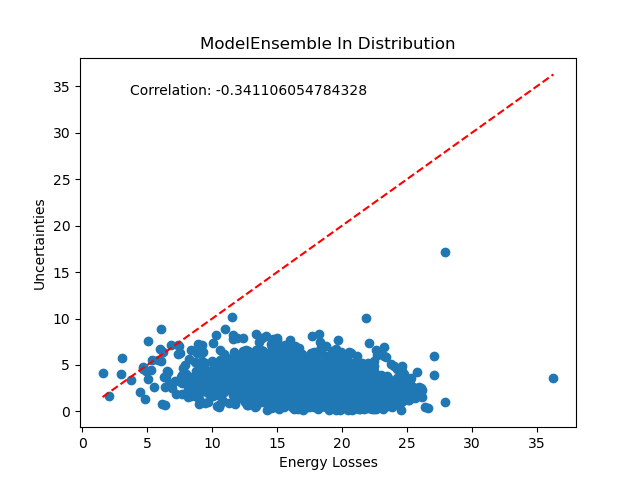 ModelEnsemble In Distribution
Correlation: -0.341106054784328
Uncertainties
35
30
25
20
15
10
5
0
0 5 10 15 20 25 30 35
Energy Losses